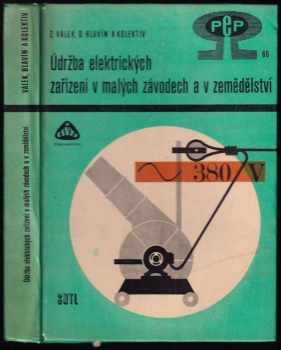 Z. VÁLEK, B. HLAVÍN A KOLEKTIV
Údržba elektrických
zařízení v malých závodech a v zemědělství
PEP
66
380 V
SNTL
VÁLEK, HLAVÍN A KOLEKTIV
Údržba elektrických zařízení v malých závodech a v zemědělství